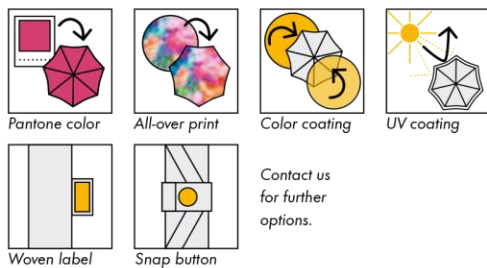 Pantone color
All-over print
Color coating
UV coating
Woven label
Snap button
Contact us
for further
options.